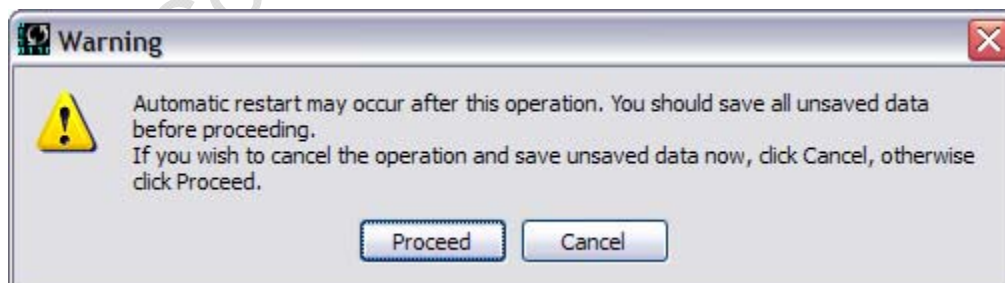 Warning
Automatic restart may occur after this operation. You should save all unsaved data
before proceeding.
If you wish to cancel the operation and save unsaved data now, click Cancel, otherwise
click Proceed.
Proceed Cancel